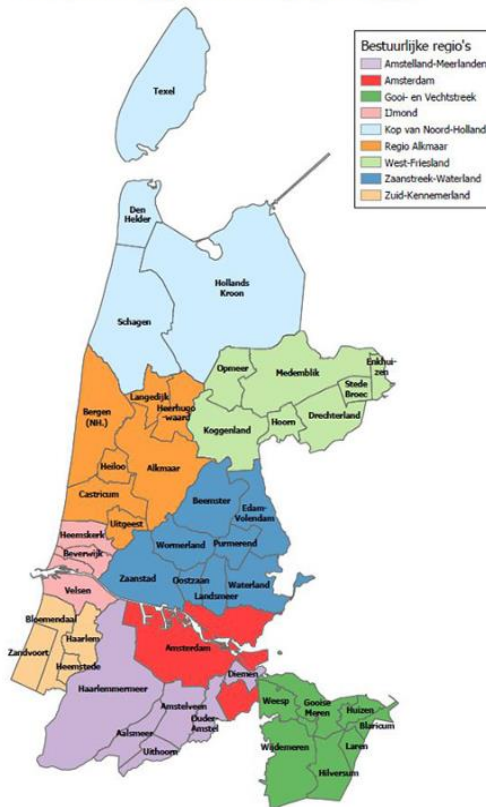 Texel
Bestuurlijke regio's
Amstelland-Meerlanden
Amsterdam
Gooi- en Vechtstreek
IJmond
Kop van Noord-Holland
Regio Alkmaar
West-Friesland
Zaanstreek-Waterland
Zuid-Kennemerland
Den
Helder
Hollands
Kroon
Schagen
Opmeer
Medemblik
Enkhui-
zen
Stede
Broec
Drechterland
Hoorn
Koggenland
Langedijk
Heerhugo-
waard
Bergen
(NH.)
Heiloo
Alkmaar
Castricum
Uitgeest
Beemster
Edam-
Volendam
Purmerend
Wormerland
Heemskerk
Beverwijk
Velsen
Zaanstad
Oostzaan
Landsmeer
Waterland
Bloemendaal
Haarlem
Zandvoort
Heemstede
Amsterdam
Diemen
Haarlemmermeer
Amstelveen
Ouder-
Amstel
Aalsmeer
Uithoorn
Weesp
Gooise
Meren
Huizen
Blaricum
Laren
Wijdemeren
Hilversum